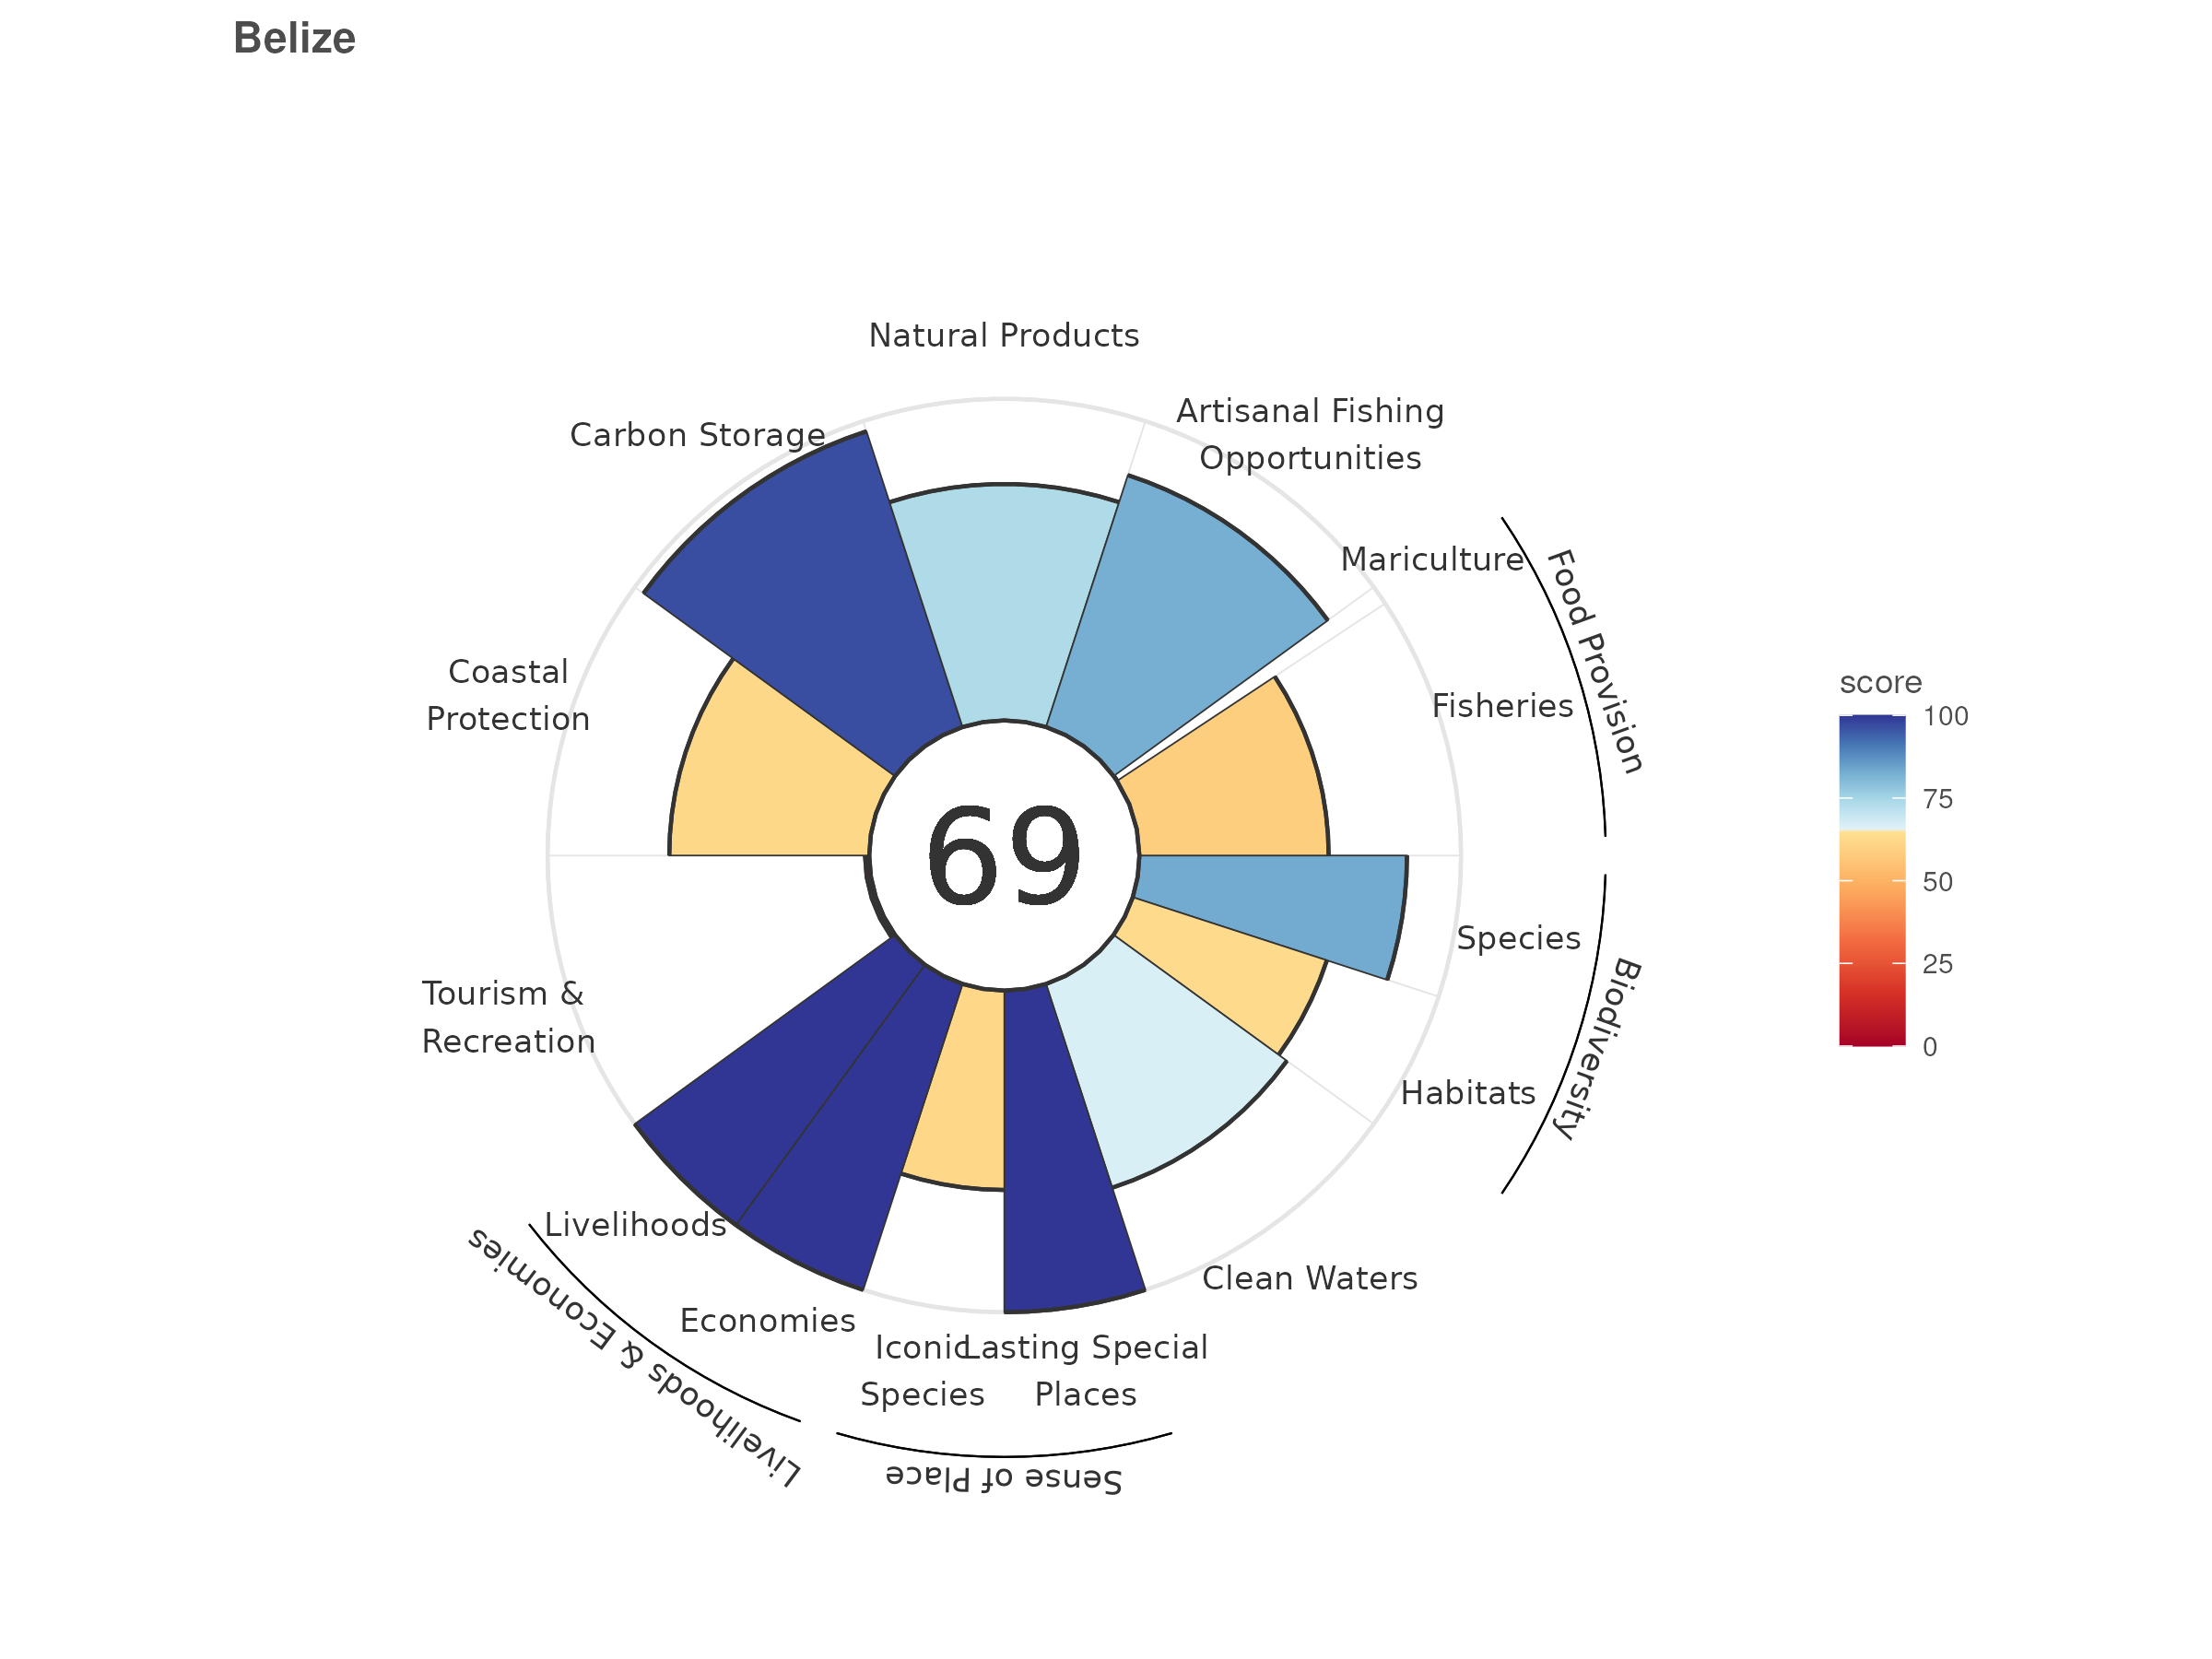 Belize
Natural Products
Artisanal Fishing
Opportunities
Carbon Storage
Mariculture
Food Provision
Fisheries
Coastal
Protection
69
score
100
75
50
25
0
Species
Biodiversity
Habitats
Tourism &
Recreation
Livelihoods
Livelihoods & Economies
Economies
Clean Waters
Iconic
Species
Lasting Special
Places
Sense of Place